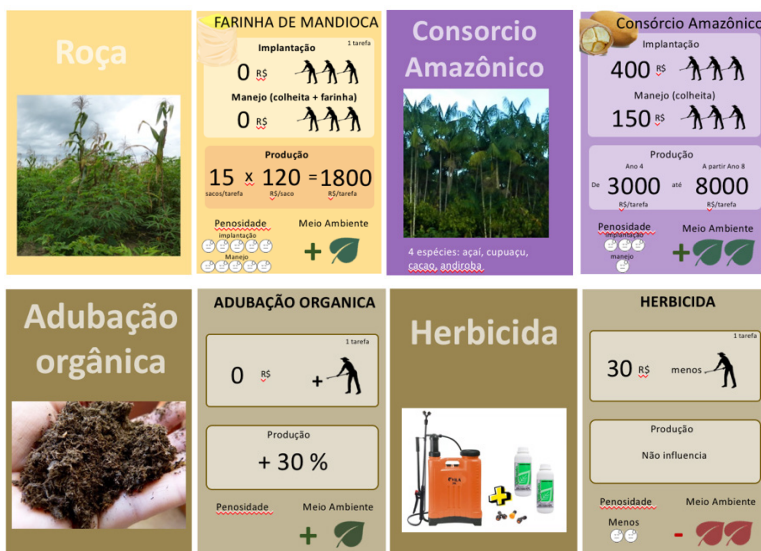 Roça
FARINHA DE MANDIOCA
Implantação
1 tarefa
0 R$
Manejo (colheita + farinha)
0 R$
Produção
15 x 120 = 1800
sacos/tarefa R$/saco R$/tarefa
Penosidade
implantação
Manejo
Meio Ambiente
+
Consorcio
Amazônico
4 espécies: açaí, cupuaçu,
cacao, andiroba
Consórcio Amazônico
Implantação
400 R$
Manejo (colheita)
150 R$
Produção
Ano 4 A partir Ano 8
De 3000 até 8000
R$/tarefa R$/tarefa
Penosidade
implantação
manejo
Meio Ambiente
+
Adubação
orgânica
ADUBAÇÃO ORGANICA
1 tarefa
0 R$ +
Produção
+ 30 %
Penosidade
Meio Ambiente
+
Herbicida
HERBICIDA
1 tarefa
30 R$ menos
Produção
Não influencia
Penosidade
Menos
Meio Ambiente
-